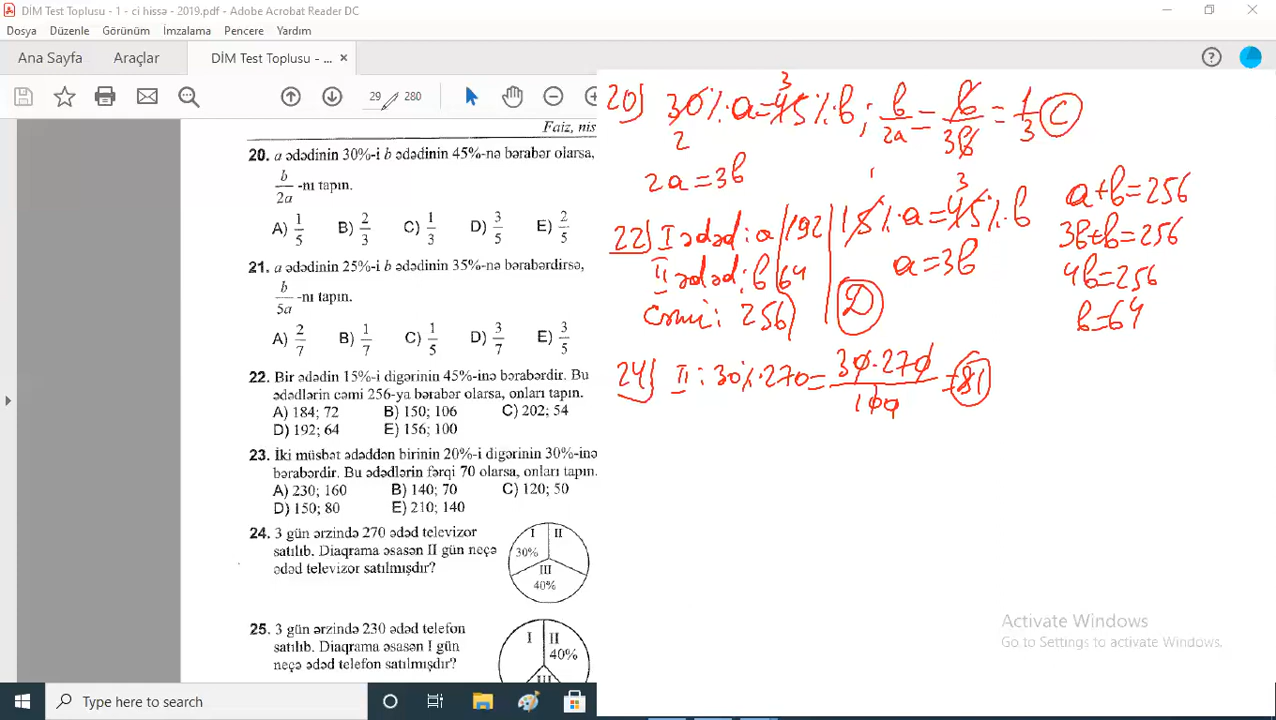 DİM Test Toplusu - 1 - ci hissə - 2019.pdf - Adobe Acrobat Reader DC
Dosya Düzenle Görünüm İmzalama Pencere Yardım
Ana Sayfa Araçlar DİM Test Toplusu - ... ×
29 / 280
Faiz, nis
20. a ədədinin 30%-i b ədədinin 45%-nə bərabər olarsa,
b/2a -nı tapın.
A) 1/5 B) 2/3 C) 1/3 D) 3/5 E) 2/5
21. a ədədinin 25%-i b ədədinin 35%-nə bərabərdirsə,
b/5a -nı tapın.
A) 2/7 B) 1/7 C) 1/5 D) 3/7 E) 3/5
22. Bir ədədin 15%-i digərinin 45%-inə bərabərdir. Bu
ədədlərin cəmi 256-ya bərabər olarsa, onları tapın.
A) 184; 72 B) 150; 106 C) 202; 54
D) 192; 64 E) 156; 100
23. İki müsbət ədəddən birinin 20%-i digərinin 30%-inə
bərabərdir. Bu ədədlərin fərqi 70 olarsa, onları tapın.
A) 230; 160 B) 140; 70 C) 120; 50
D) 150; 80 E) 210; 140
24. 3 gün ərzində 270 ədəd televizor
satılıb. Diaqrama əsasən II gün neçə
ədəd televizor satılmışdır?
I II
30%
III
40%
25. 3 gün ərzində 230 ədəd telefon
satılıb. Diaqrama əsasən I gün
neçə ədəd telefon satılmışdır?
I II
40%
III
20) 30%·a=45%·b; b/2a = b/3b = 1/3 C
2 3
2a=3b
22) I ədəd: a 192
II ədəd: b 64
Cəmi: 256
15%·a=45%·b
1 3
a=3b
D
a+b=256
3b+b=256
4b=256
b=64
24) II: 30%·270= 30·270/100 =81
Activate Windows
Go to Settings to activate Windows.
Type here to search